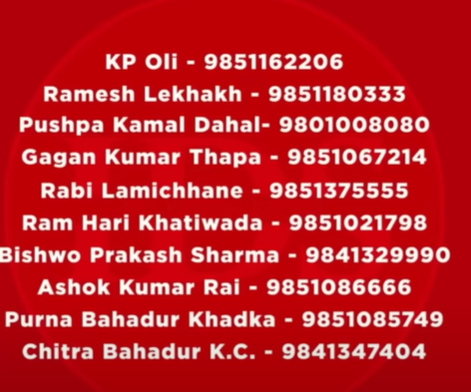 KP Oli - 9851162206
Ramesh Lekhakh - 9851180333
Pushpa Kamal Dahal- 9801008080
Gagan Kumar Thapa - 9851067214
Rabi Lamichhane - 9851375555
Ram Hari Khatiwada - 9851021798
Bishwo Prakash Sharma - 9841329990
Ashok Kumar Rai - 9851086666
Purna Bahadur Khadka - 9851085749
Chitra Bahadur K.C. - 9841347404